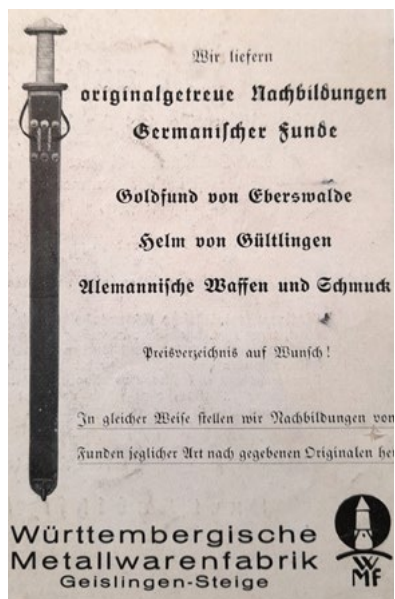 Wir liefern
originalgetreue Nachbildungen
Germanischer Funde
Goldfund von Eberswalde
Helm von Gültlingen
Alemannische Waffen und Schmuck
Preisverzeichnis auf Wunsch!
In gleicher Weise stellen wir Nachbildungen von
Funden jeglicher Art nach gegebenen Originalen her
Württembergische
Metallwarenfabrik
Geislingen-Steige
WMF